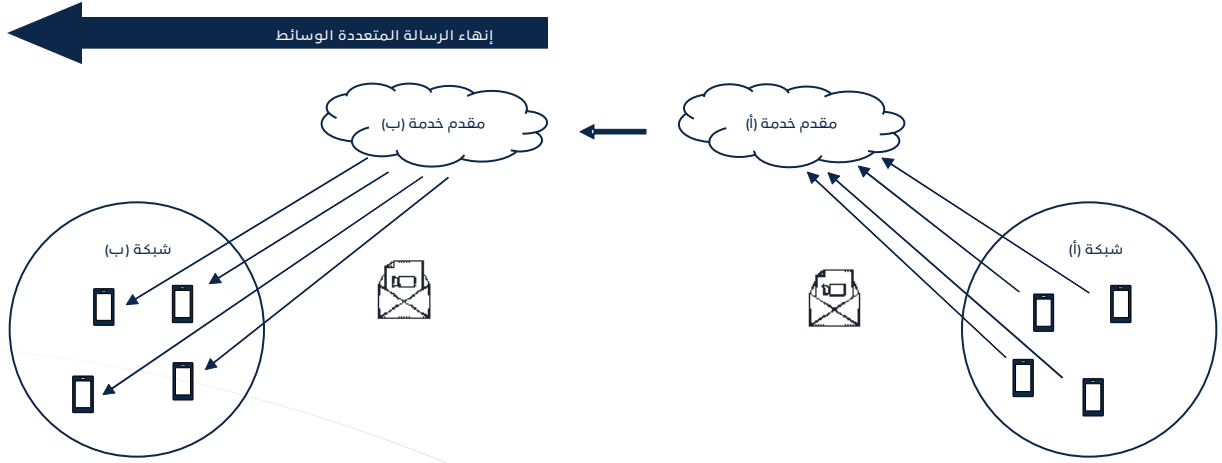 إنهاء الرسالة المتعددة الوسائط
مقدم خدمة (أ)
مقدم خدمة (ب)
شبكة (أ)
شبكة (ب)